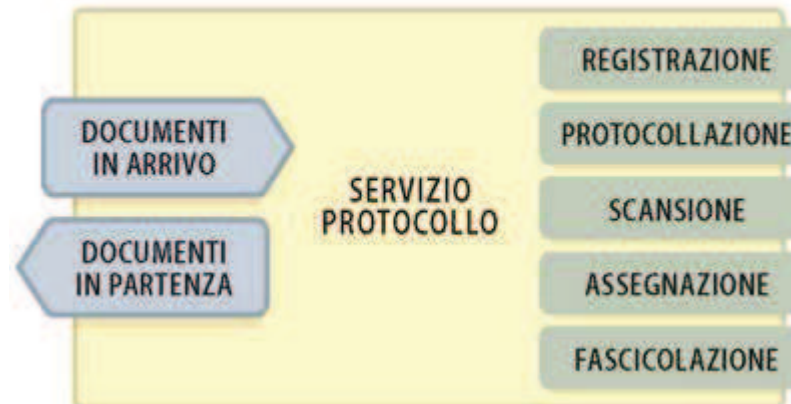 DOCUMENTI
IN ARRIVO
DOCUMENTI
IN PARTENZA
SERVIZIO
PROTOCOLLO
REGISTRAZIONE
PROTOCOLLAZIONE
SCANSIONE
ASSEGNAZIONE
FASCICOLAZIONE